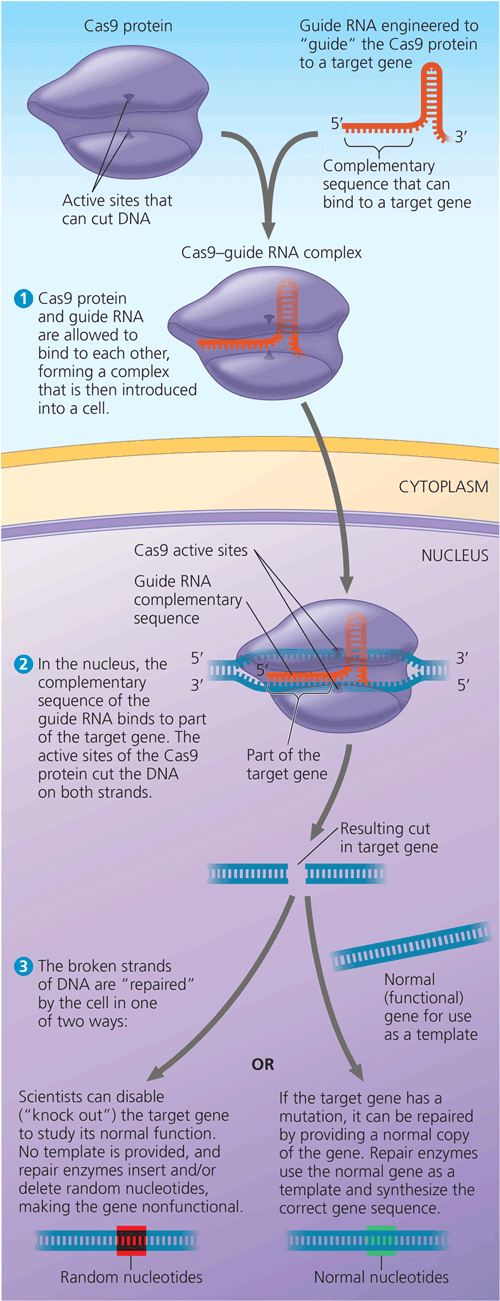 Cas9 protein
Guide RNA engineered to
“guide” the Cas9 protein
to a target gene
5′
3′
Active sites that
can cut DNA
Complementary
sequence that can
bind to a target gene
Cas9–guide RNA complex
1 Cas9 protein
and guide RNA
are allowed to
bind to each other,
forming a complex
that is then introduced
into a cell.
CYTOPLASM
NUCLEUS
Cas9 active sites
Guide RNA
complementary
sequence
5′
3′
5′
3′
5′
2 In the nucleus, the
complementary
sequence of the
guide RNA binds to part
of the target gene. The
active sites of the Cas9
protein cut the DNA
on both strands.
Part of the
target gene
Resulting cut
in target gene
3 The broken strands
of DNA are “repaired”
by the cell in one
of two ways:
Normal
(functional)
gene for use
as a template
OR
Scientists can disable
(“knock out”) the target gene
to study its normal function.
No template is provided, and
repair enzymes insert and/or
delete random nucleotides,
making the gene nonfunctional.
Random nucleotides
If the target gene has a
mutation, it can be repaired
by providing a normal copy
of the gene. Repair enzymes
use the normal gene as a
template and synthesize the
correct gene sequence.
Normal nucleotides